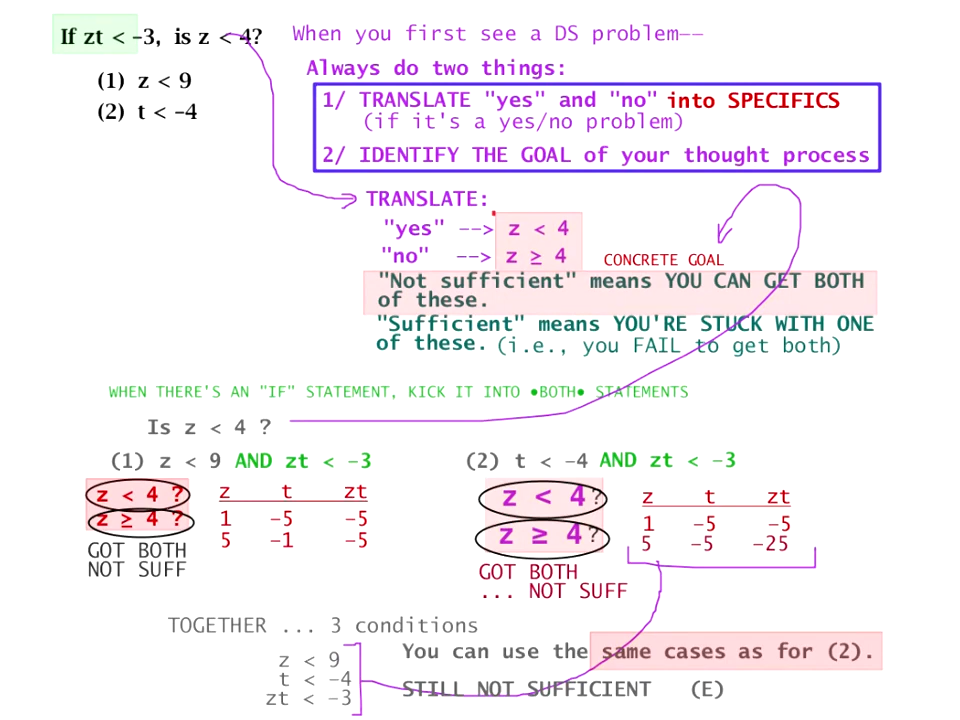 If zt < –3, is z < 4?
(1) z < 9
(2) t < –4
When you first see a DS problem––
Always do two things:
1/ TRANSLATE "yes" and "no" into SPECIFICS
(if it's a yes/no problem)
2/ IDENTIFY THE GOAL of your thought process
TRANSLATE:
"yes" ––> z < 4
"no" ––> z ≥ 4
CONCRETE GOAL
"Not sufficient" means YOU CAN GET BOTH
of these.
"Sufficient" means YOU'RE STUCK WITH ONE
of these. (i.e., you FAIL to get both)
WHEN THERE'S AN "IF" STATEMENT, KICK IT INTO •BOTH• STATEMENTS
Is z < 4 ?
(1) z < 9 AND zt < –3
z < 4 ?
z ≥ 4 ?
GOT BOTH
NOT SUFF
z t zt
1 –5 –5
5 –1 –5
(2) t < –4 AND zt < –3
z < 4?
z ≥ 4?
GOT BOTH
... NOT SUFF
z t zt
1 –5 –5
5 –5 –25
TOGETHER ... 3 conditions
z < 9
t < –4
zt < –3
You can use the same cases as for (2).
STILL NOT SUFFICIENT (E)